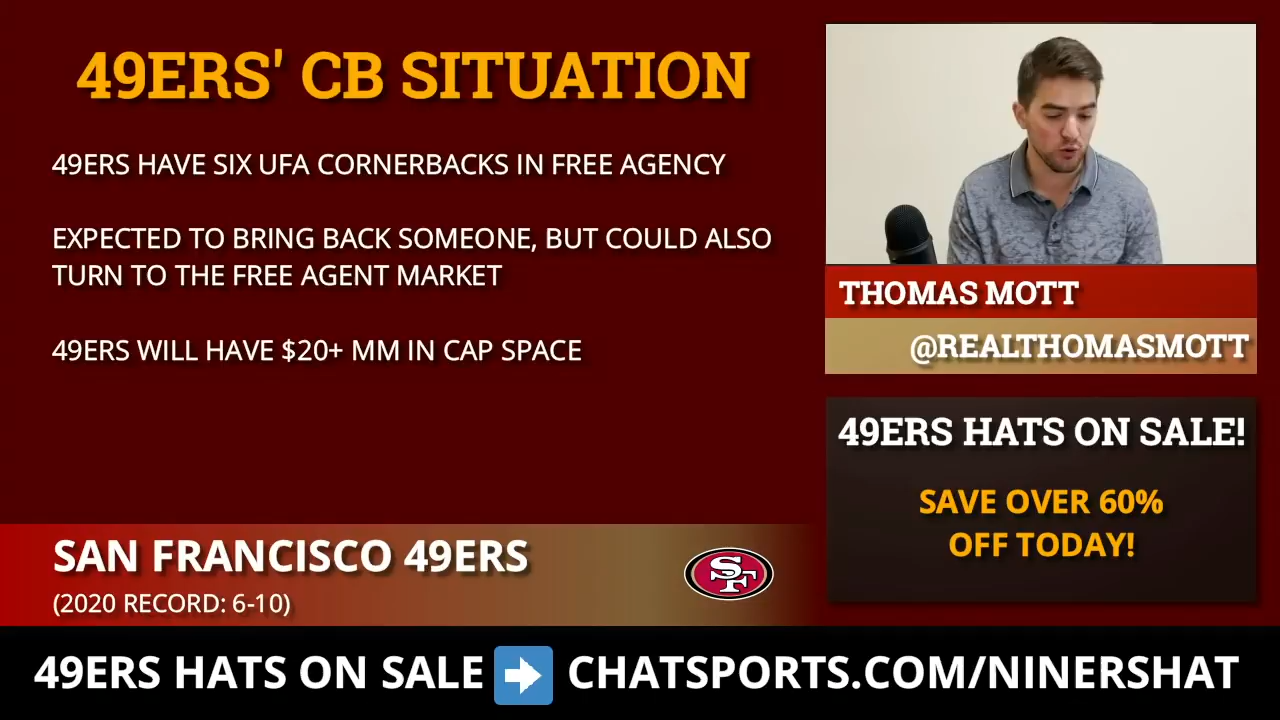 49ERS' CB SITUATION
49ERS HAVE SIX UFA CORNERBACKS IN FREE AGENCY
EXPECTED TO BRING BACK SOMEONE, BUT COULD ALSO
TURN TO THE FREE AGENT MARKET
49ERS WILL HAVE $20+ MM IN CAP SPACE
THOMAS MOTT
@REALTHOMASMOTT
49ERS HATS ON SALE!
SAVE OVER 60%
OFF TODAY!
SAN FRANCISCO 49ERS
(2020 RECORD: 6-10)
SF
49ERS HATS ON SALE ➡ CHATSPORTS.COM/NINERSHAT